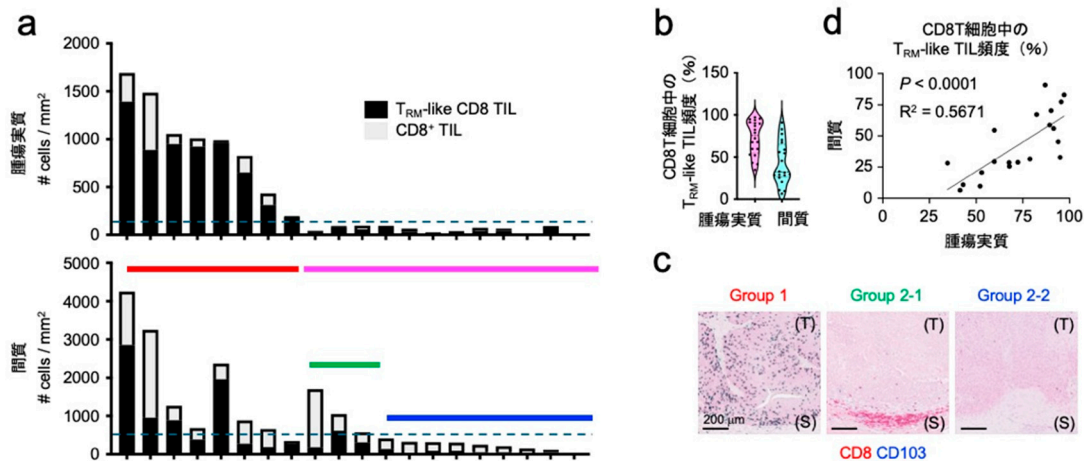 a
腫瘍実質
# cells / mm²
2000
1500
1000
500
0
TRM-like CD8 TIL
CD8⁺ TIL
間質
# cells / mm²
5000
4000
3000
2000
1000
0
b
CD8T細胞中の
TRM-like TIL頻度 (%)
150
100
50
0
腫瘍実質 間質
d
CD8T細胞中の
TRM-like TIL頻度(%)
P < 0.0001
R² = 0.5671
間質
100
75
50
25
0
0 25 50 75 100
腫瘍実質
c
Group 1 Group 2-1 Group 2-2
(T) (T) (T)
200 μm (S) (S) (S)
CD8 CD103